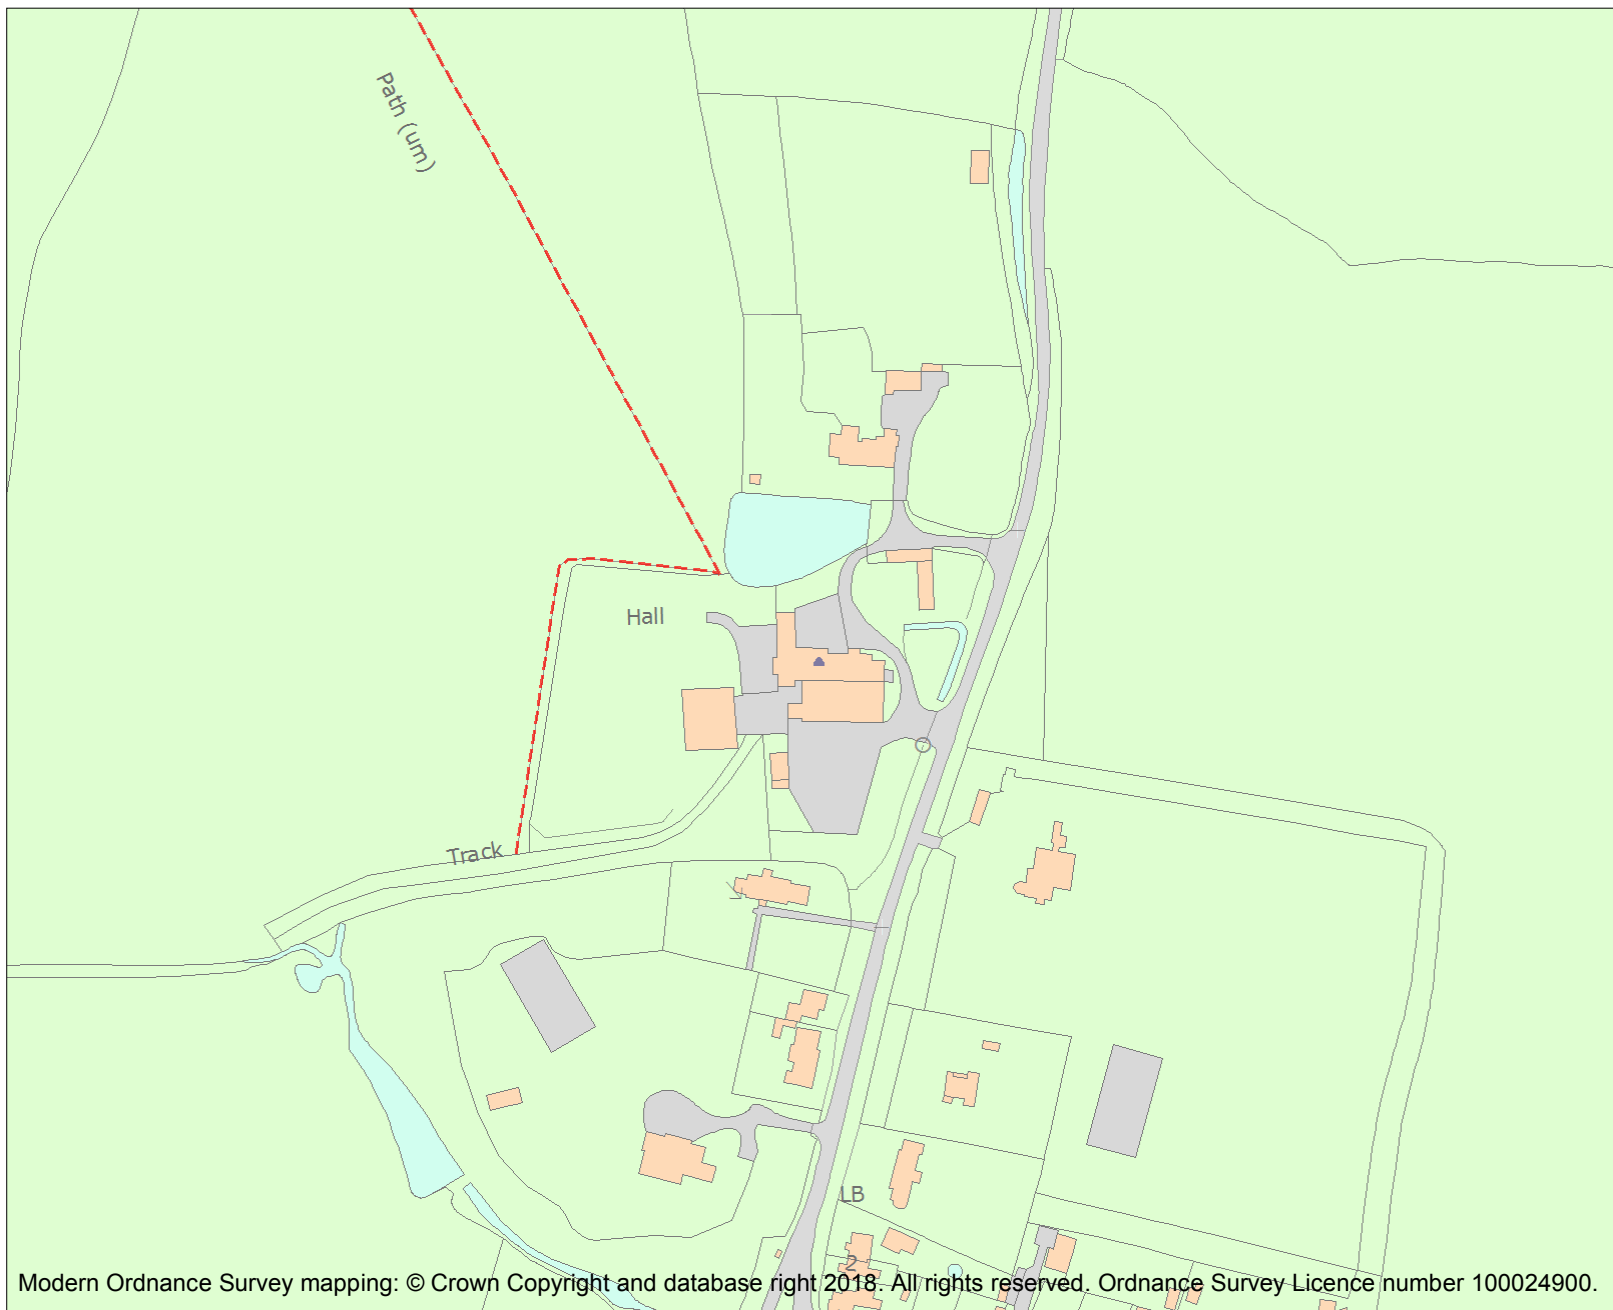 Path (um)
Hall
Track
LB
2
Modern Ordnance Survey mapping: © Crown Copyright and database right 2018. All rights reserved. Ordnance Survey Licence number 100024900.